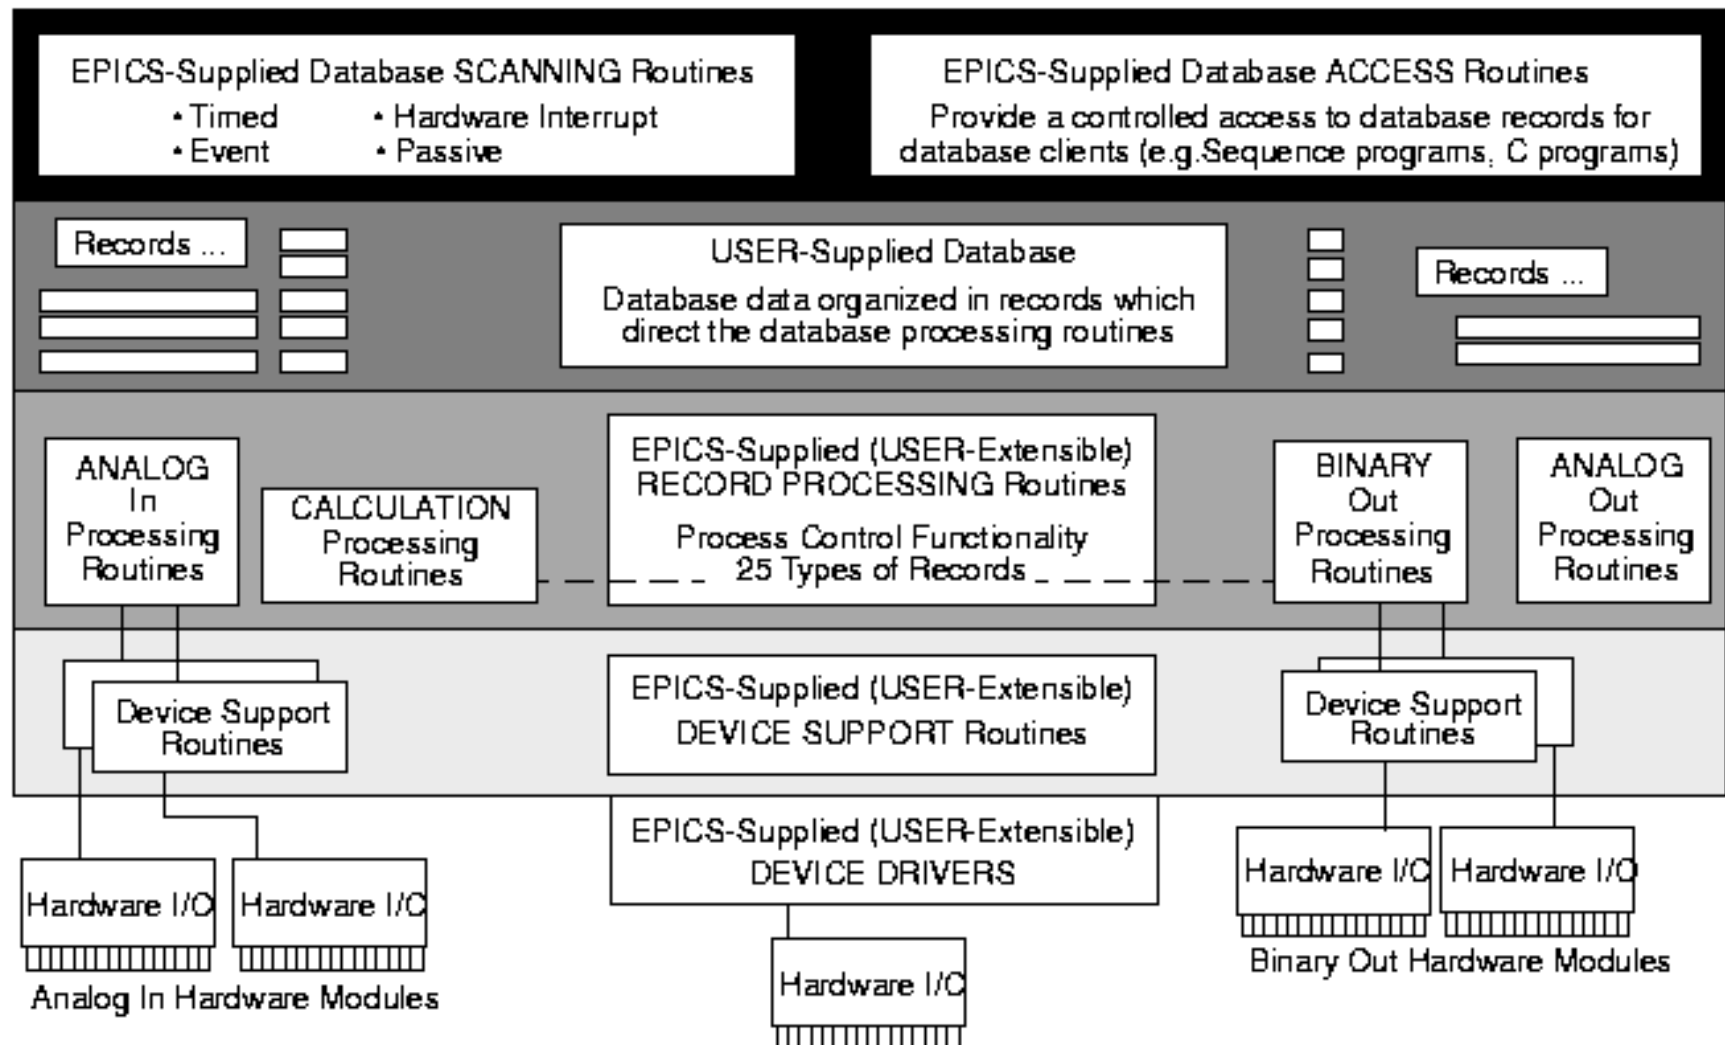 EPICS-Supplied Database SCANNING Routines
• Timed
• Hardware Interrupt
• Event
• Passive
EPICS-Supplied Database ACCESS Routines
Provide a controlled access to database records for
database clients (e.g.Sequence programs, C programs)
Records ...
USER-Supplied Database
Database data organized in records which
direct the database processing routines
Records ...
ANALOG
In
Processing
Routines
CALCULATION
Processing
Routines
EPICS-Supplied (USER-Extensible)
RECORD PROCESSING Routines
Process Control Functionality
25 Types of Records
BINARY
Out
Processing
Routines
ANALOG
Out
Processing
Routines
Device Support
Routines
EPICS-Supplied (USER-Extensible)
DEVICE SUPPORT Routines
Device Support
Routines
EPICS-Supplied (USER-Extensible)
DEVICE DRIVERS
Hardware I/O
Hardware I/O
Analog In Hardware Modules
Hardware I/O
Hardware I/O
Hardware I/O
Binary Out Hardware Modules